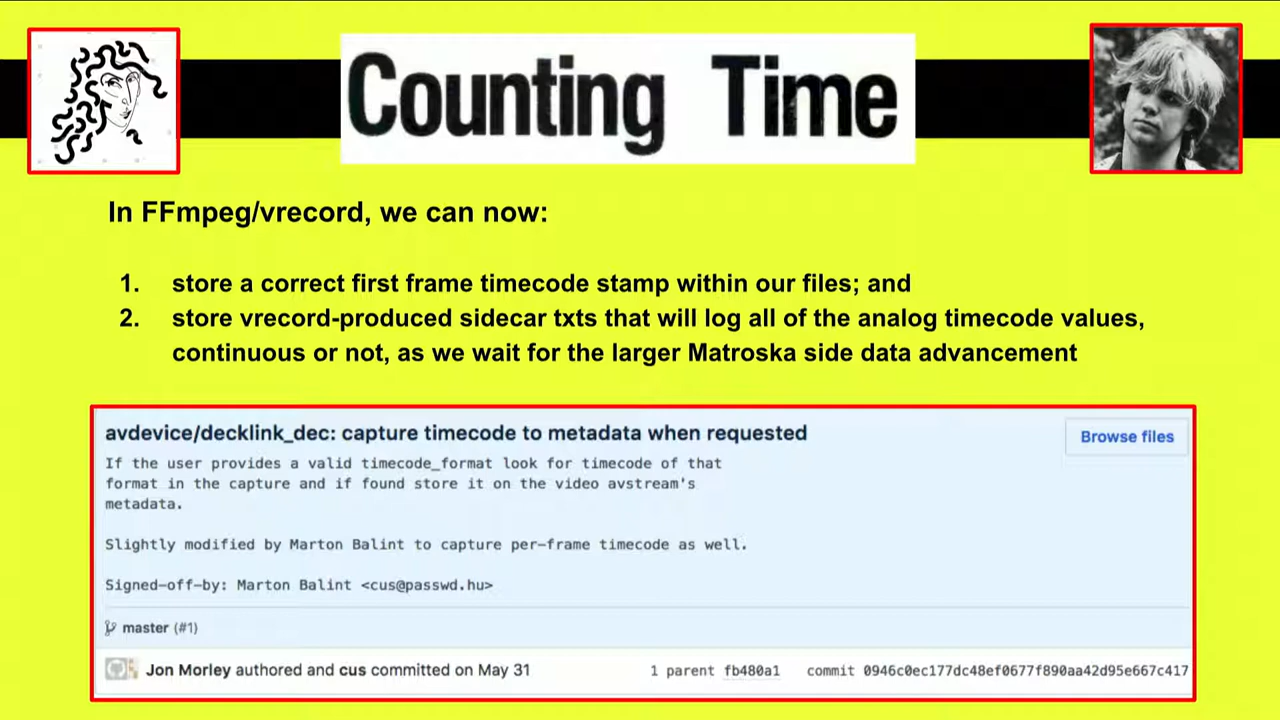 Counting Time
In FFmpeg/vrecord, we can now:
1. store a correct first frame timecode stamp within our files; and
2. store vrecord-produced sidecar txts that will log all of the analog timecode values,
continuous or not, as we wait for the larger Matroska side data advancement
avdevice/decklink_dec: capture timecode to metadata when requested
Browse files
If the user provides a valid timecode_format look for timecode of that
format in the capture and if found store it on the video avstream's
metadata.
Slightly modified by Marton Balint to capture per-frame timecode as well.
Signed-off-by: Marton Balint <cus@passwd.hu>
master (#1)
Jon Morley authored and cus committed on May 31 1 parent fb480a1 commit 0946c0ec177dc48ef0677f890aa42d95e667c417